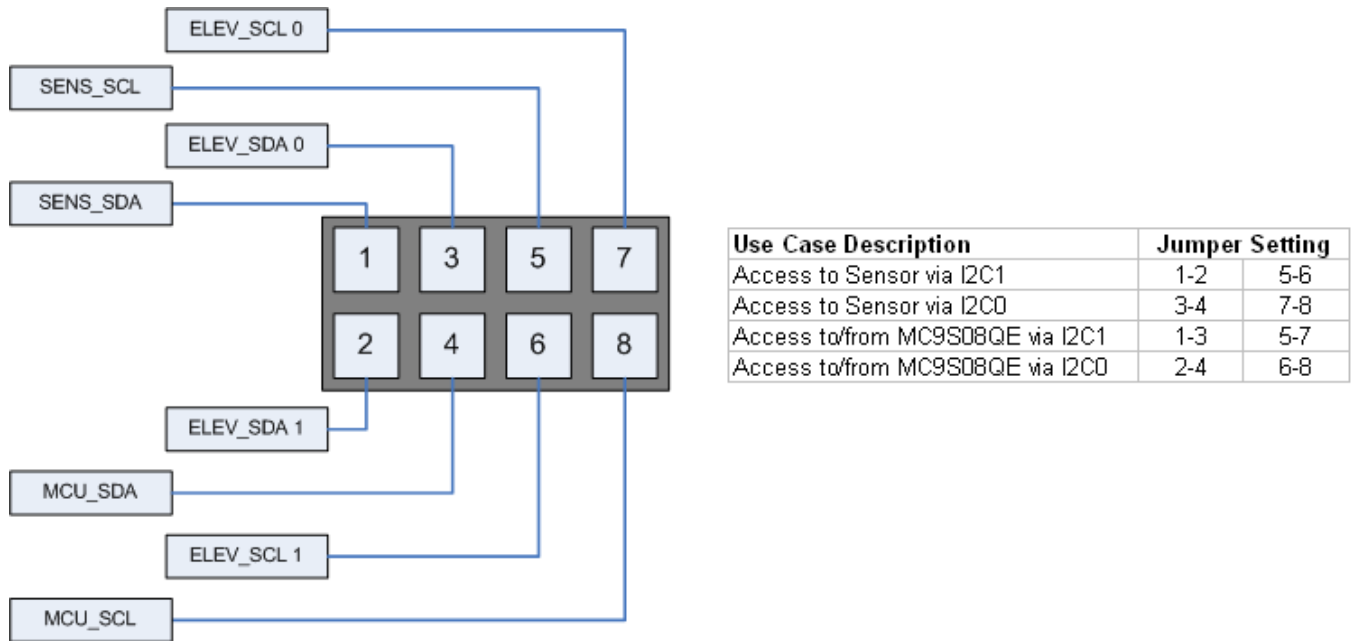 ELEV_SCL 0
SENS_SCL
ELEV_SDA 0
SENS_SDA
1 3 5 7
2 4 6 8
ELEV_SDA 1
MCU_SDA
ELEV_SCL 1
MCU_SCL
Use Case Description Jumper Setting
Access to Sensor via I2C1 1-2 5-6
Access to Sensor via I2C0 3-4 7-8
Access to/from MC9S08QE via I2C1 1-3 5-7
Access to/from MC9S08QE via I2C0 2-4 6-8